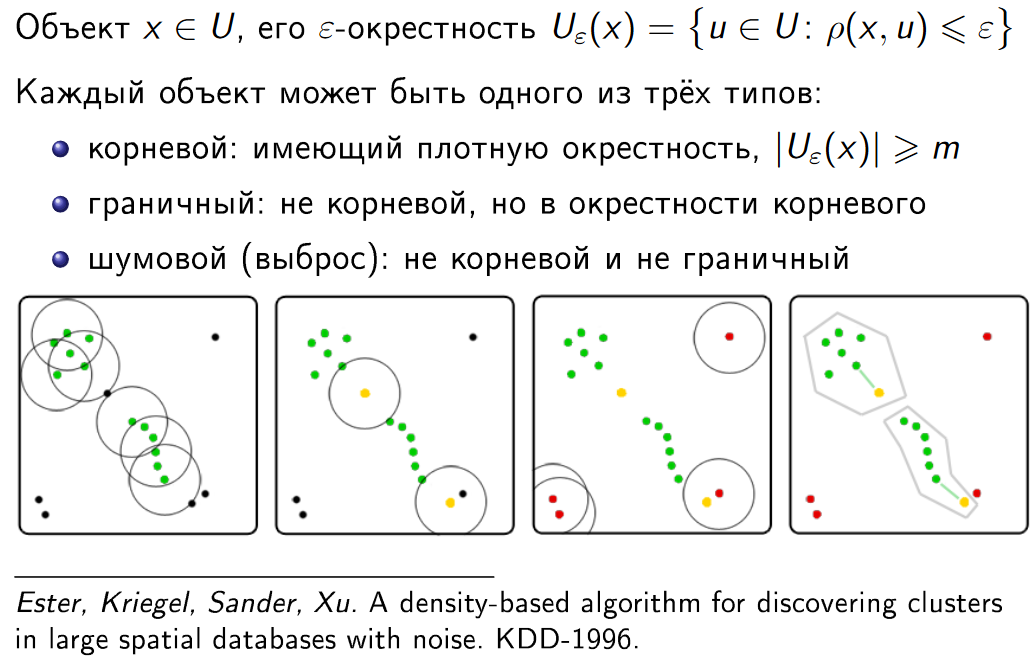 Объект x ∈ U, его ε-окрестность U_ε(x) = {u ∈ U: ρ(x, u) ⩽ ε}
Каждый объект может быть одного из трёх типов:
корневой: имеющий плотную окрестность, |U_ε(x)| ⩾ m
граничный: не корневой, но в окрестности корневого
шумовой (выброс): не корневой и не граничный
Ester, Kriegel, Sander, Xu. A density-based algorithm for discovering clusters
in large spatial databases with noise. KDD-1996.